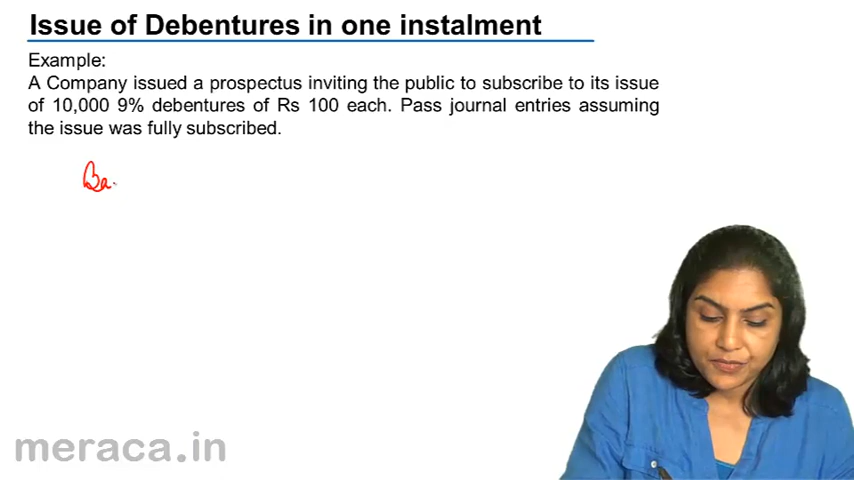 Issue of Debentures in one instalment
Example:
A Company issued a prospectus inviting the public to subscribe to its issue
of 10,000 9% debentures of Rs 100 each. Pass journal entries assuming
the issue was fully subscribed.
Ba
meraca.in